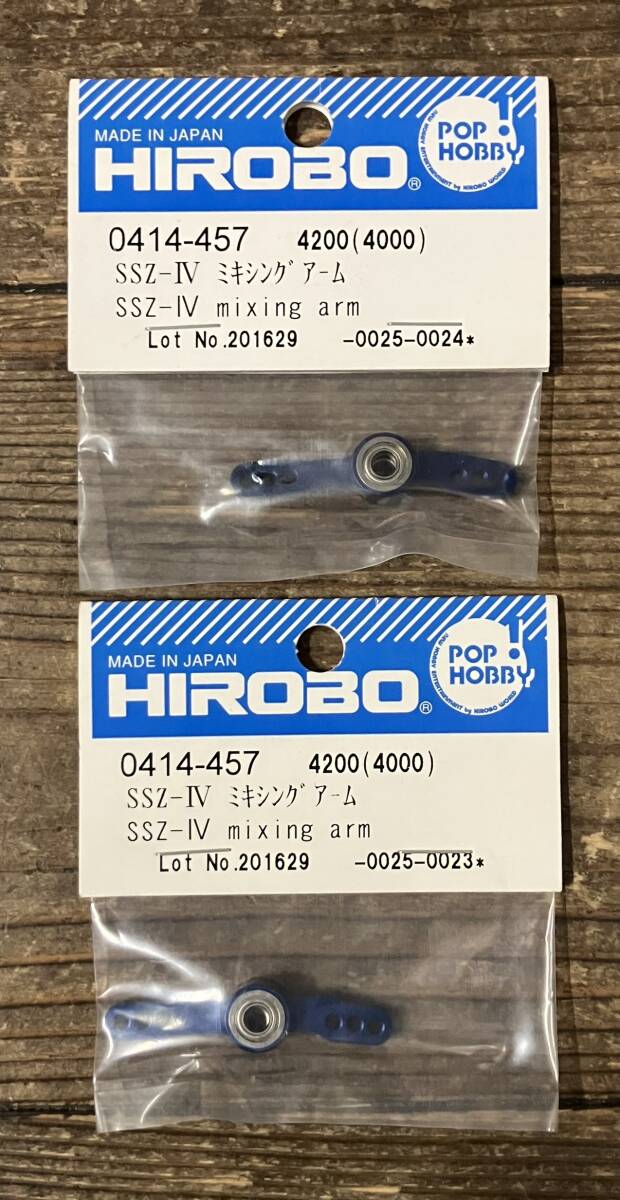 MADE IN JAPAN
HIROBO®
POP!
HOBBY
0414-457 4200(4000)
SSZ-Ⅳ ﾐｷｼﾝｸﾞｱｰﾑ
SSZ-Ⅳ mixing arm
Lot No.201629 -0025-0024*
MADE IN JAPAN
HIROBO®
POP!
HOBBY
0414-457 4200(4000)
SSZ-Ⅳ ﾐｷｼﾝｸﾞｱｰﾑ
SSZ-Ⅳ mixing arm
Lot No.201629 -0025-0023*